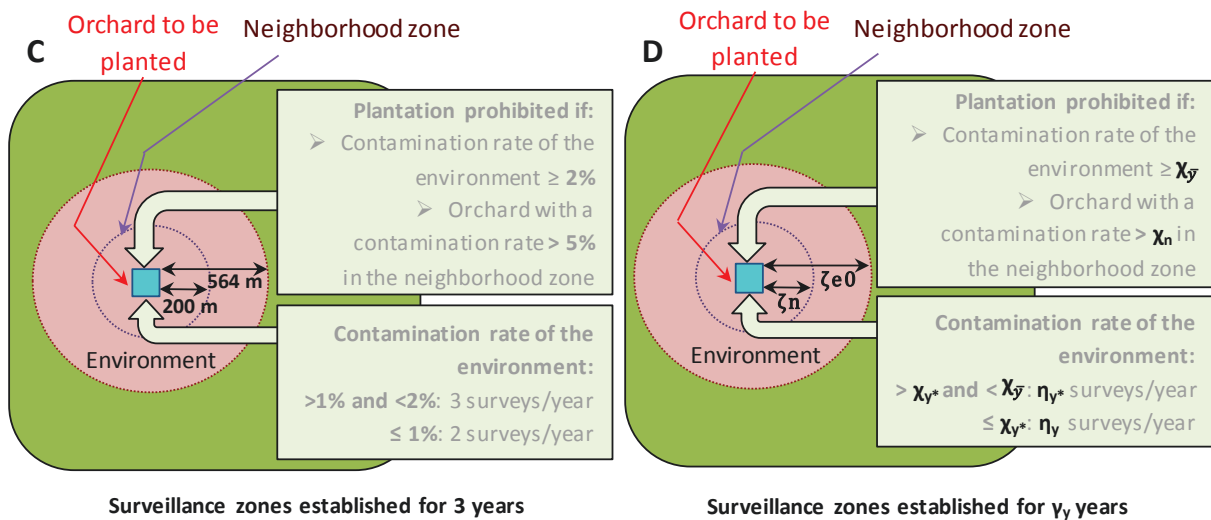 C
Orchard to be
planted
Neighborhood zone
Plantation prohibited if:
➢ Contamination rate of the
environment ≥ 2%
➢ Orchard with a
contamination rate > 5%
in the neighborhood zone
564 m
200 m
Environment
Contamination rate of the
environment:
>1% and <2%: 3 surveys/year
≤ 1%: 2 surveys/year
Surveillance zones established for 3 years
D
Orchard to be
planted
Neighborhood zone
Plantation prohibited if:
➢ Contamination rate of the
environment ≥ χȳ
➢ Orchard with a
contamination rate > χn in
the neighborhood zone
ζe0
ζn
Environment
Contamination rate of the
environment:
> χy* and < χȳ: ηy* surveys/year
≤ χy*: ηy surveys/year
Surveillance zones established for γy years